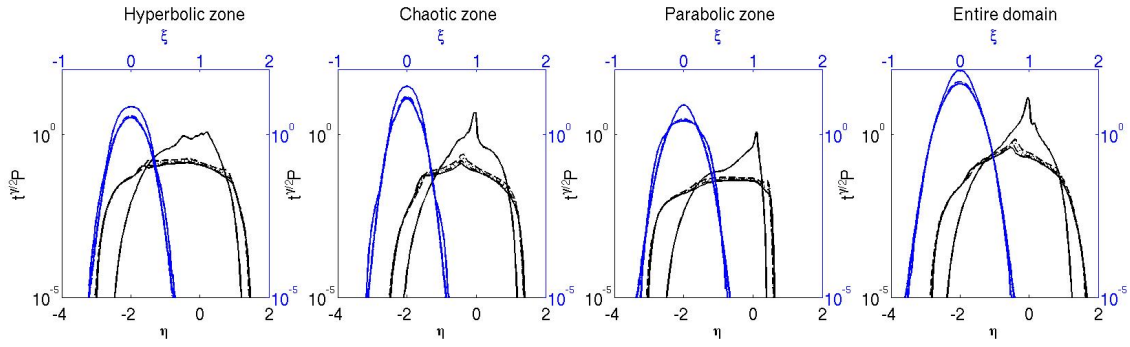 Hyperbolic zone
ξ
-1 0 1 2
10^0 10^0
t^{γ/2}P
10^{-5} 10^{-5}
-4 -2 0 2
η
Chaotic zone
ξ
-1 0 1 2
10^0 10^0
t^{γ/2}P
10^{-5} 10^{-5}
-4 -2 0 2
η
Parabolic zone
ξ
-1 0 1 2
10^0 10^0
t^{γ/2}P
10^{-5} 10^{-5}
-4 -2 0 2
η
Entire domain
ξ
-1 0 1 2
10^0 10^0
t^{γ/2}P
10^{-5} 10^{-5}
-4 -2 0 2
η